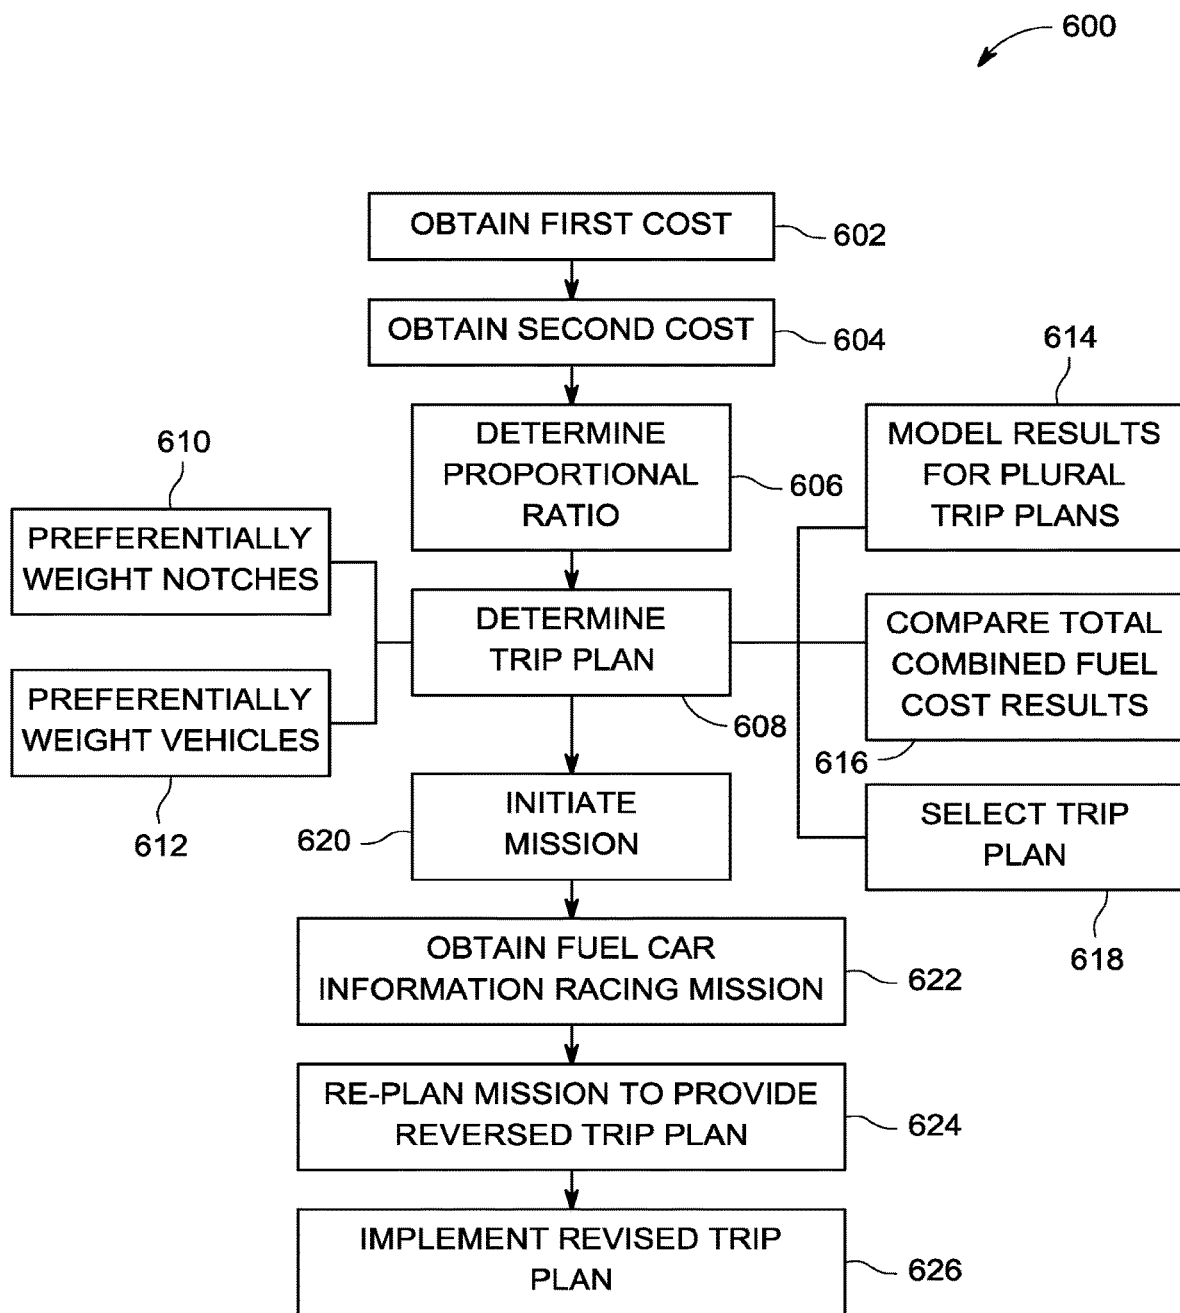 600
OBTAIN FIRST COST
602
OBTAIN SECOND COST
604
DETERMINE
PROPORTIONAL
RATIO
606
610
PREFERENTIALLY
WEIGHT NOTCHES
PREFERENTIALLY
WEIGHT VEHICLES
612
DETERMINE
TRIP PLAN
608
614
MODEL RESULTS
FOR PLURAL
TRIP PLANS
COMPARE TOTAL
COMBINED FUEL
COST RESULTS
616
SELECT TRIP
PLAN
618
620
INITIATE
MISSION
OBTAIN FUEL CAR
INFORMATION RACING MISSION
622
RE-PLAN MISSION TO PROVIDE
REVERSED TRIP PLAN
624
IMPLEMENT REVISED TRIP
PLAN
626